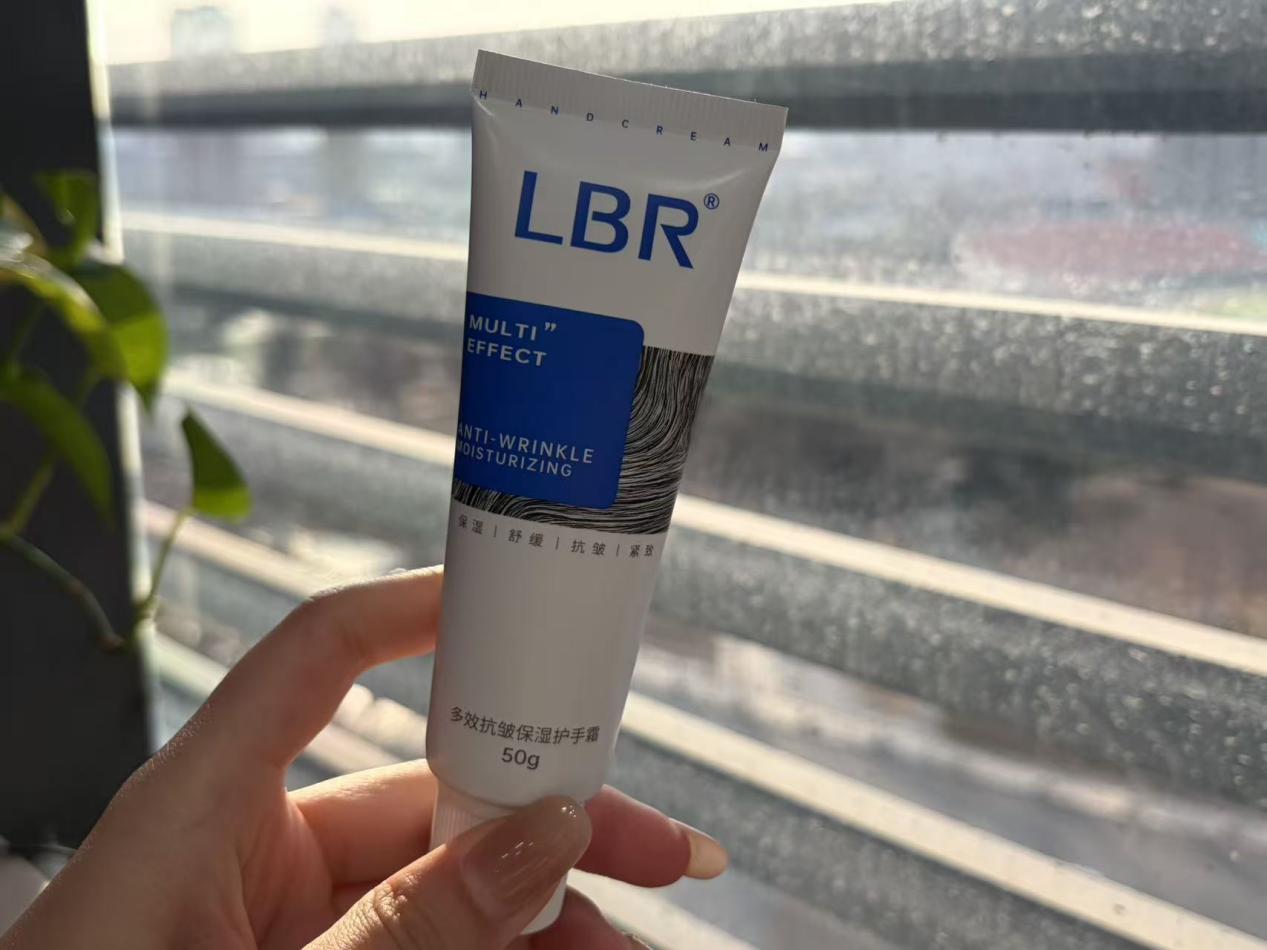 HANDCREAM
LBR®
MULTI”
EFFECT
ANTI-WRINKLE
MOISTURIZING
保湿 | 舒缓 | 抗皱 | 紧致
多效抗皱保湿护手霜
50g